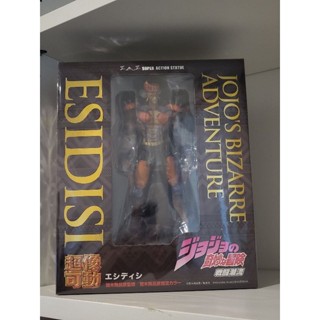 S.A.S SUPER ACTION STATUE
ESIDISI
JOJO'S BIZARRE
ADVENTURE
超像
可動
エシディシ
ジョジョの
奇妙な冒険
戦闘潮流